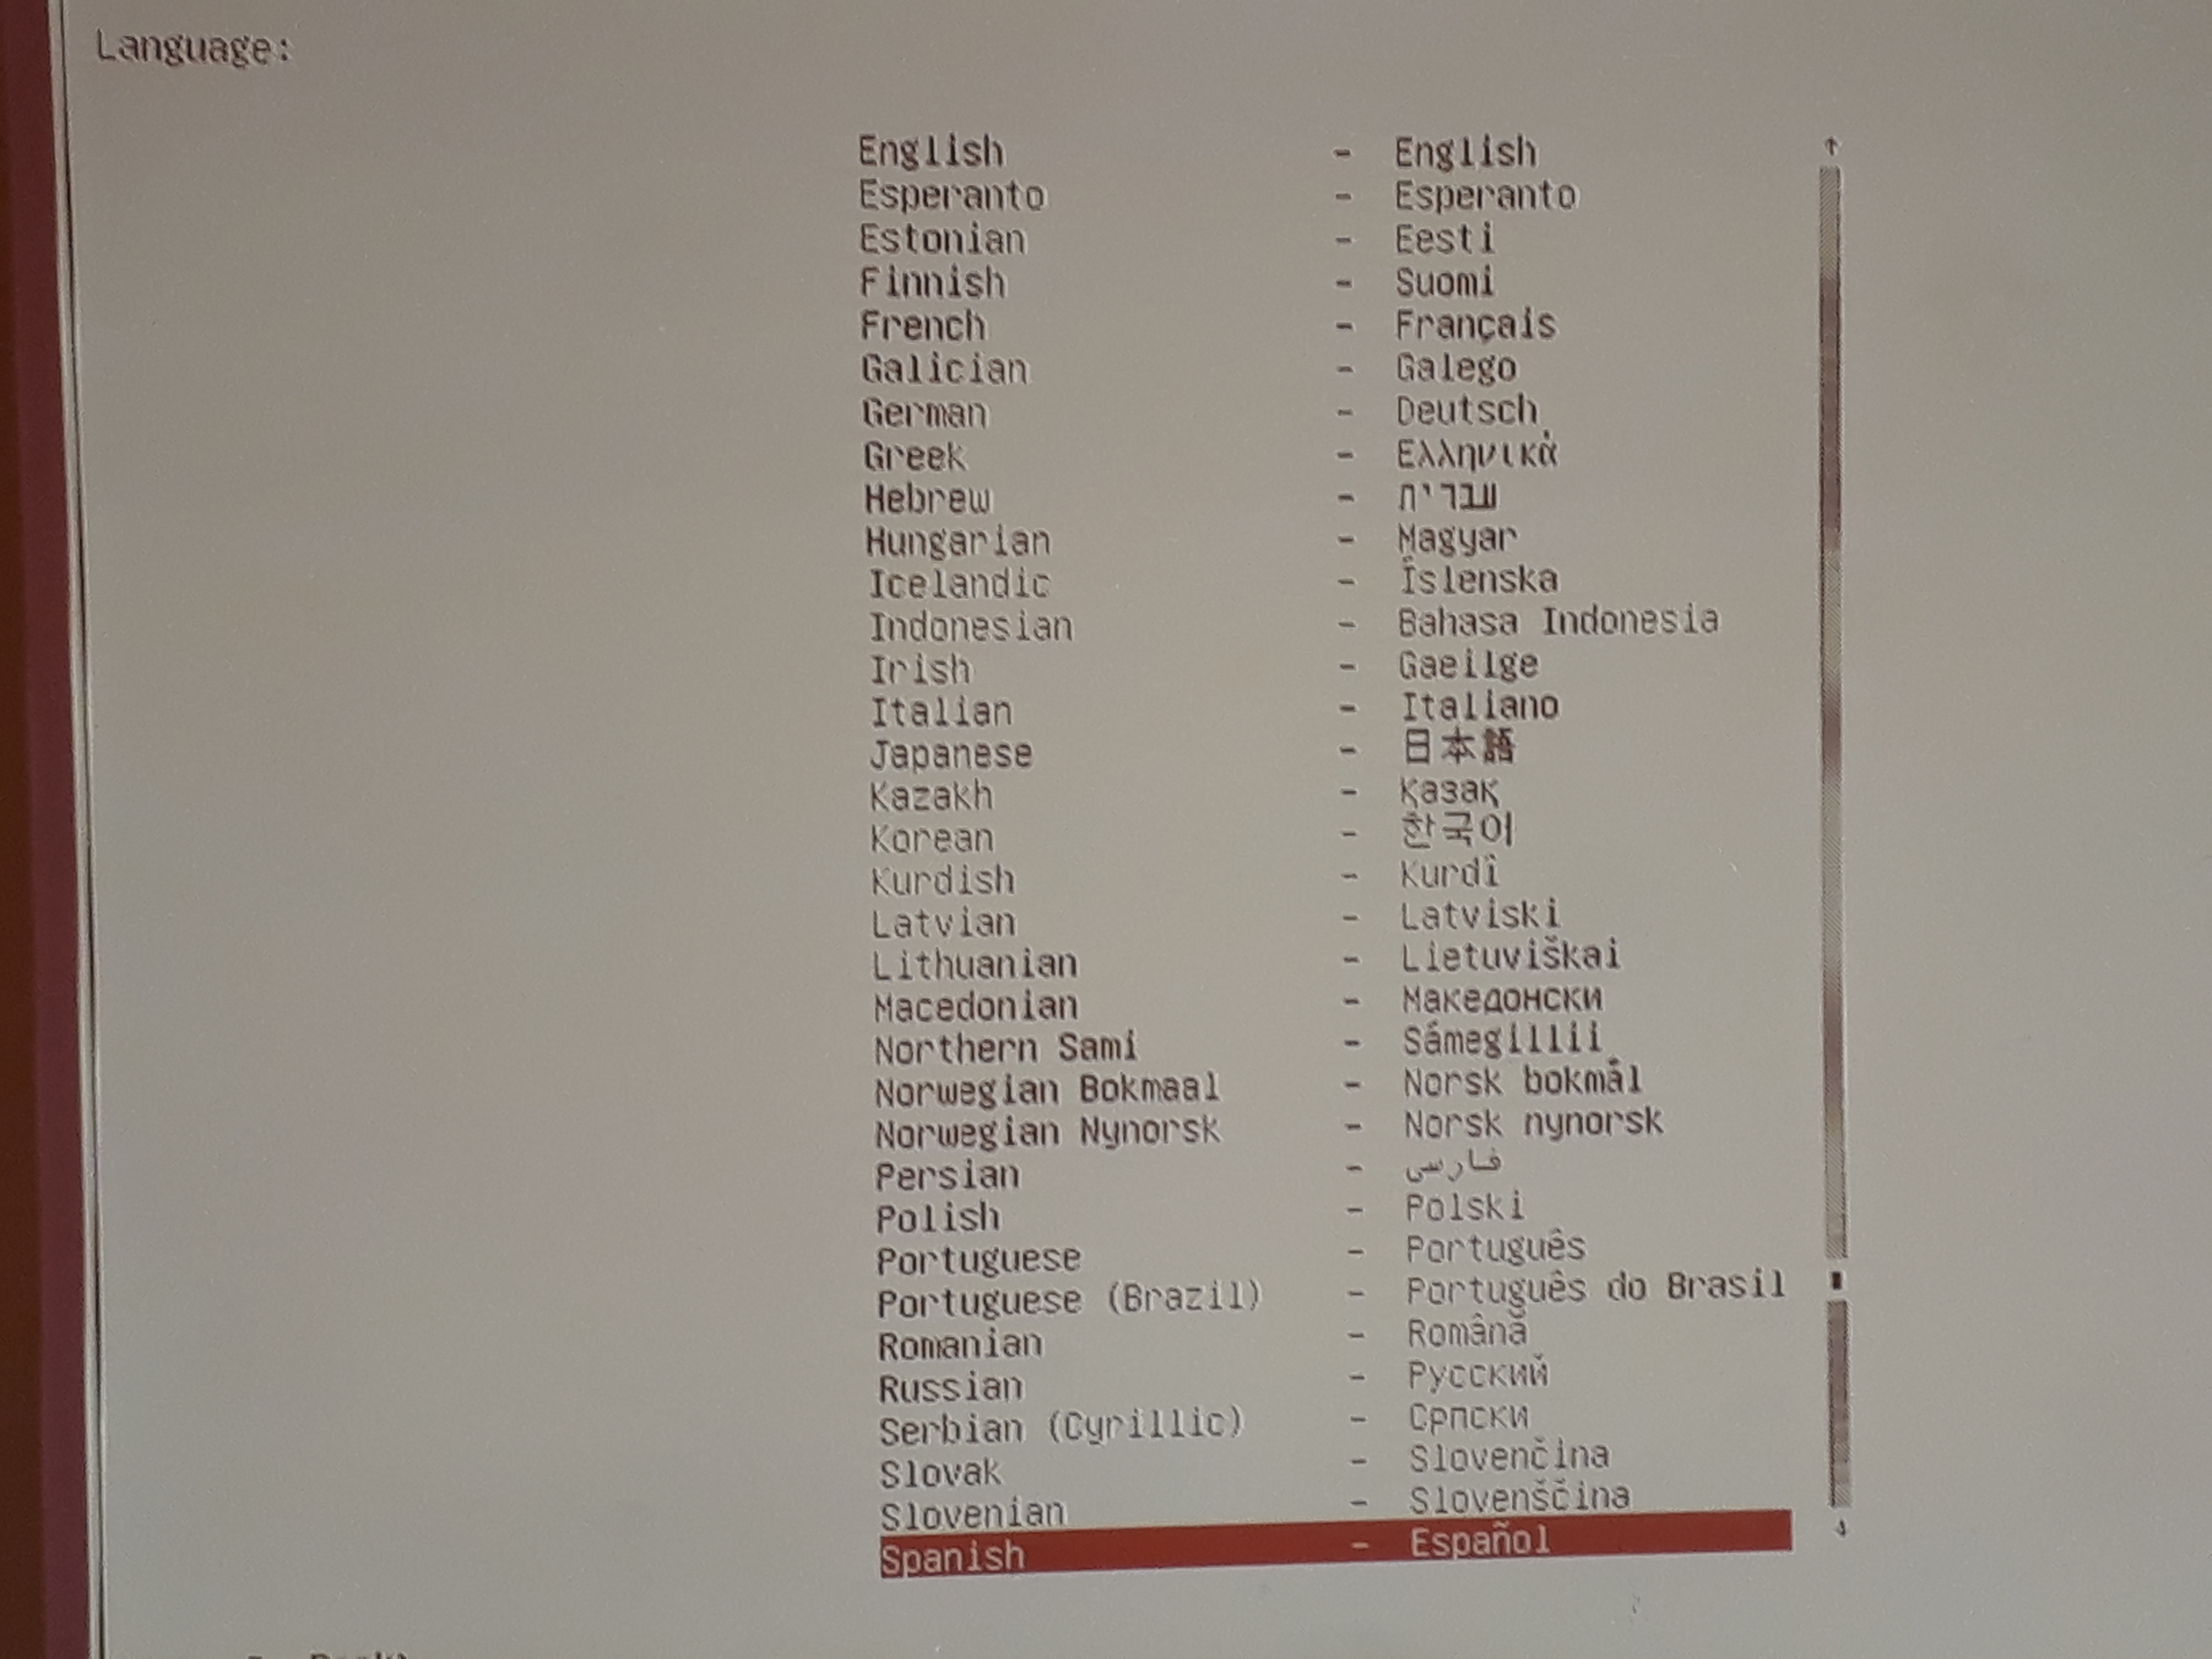 Language:
English - English
Esperanto - Esperanto
Estonian - Eesti
Finnish - Suomi
French - Français
Galician - Galego
German - Deutsch
Greek - Ελληνικά
Hebrew - עברית
Hungarian - Magyar
Icelandic - Íslenska
Indonesian - Bahasa Indonesia
Irish - Gaeilge
Italian - Italiano
Japanese - 日本語
Kazakh - Қазақ
Korean - 한국어
Kurdish - Kurdî
Latvian - Latviski
Lithuanian - Lietuviškai
Macedonian - Македонски
Northern Sami - Sámegillii
Norwegian Bokmaal - Norsk bokmål
Norwegian Nynorsk - Norsk nynorsk
Persian - فارسی
Polish - Polski
Portuguese - Português
Portuguese (Brazil) - Português do Brasil
Romanian - Română
Russian - Русский
Serbian (Cyrillic) - Српски
Slovak - Slovenčina
Slovenian - Slovenščina
Spanish - Español